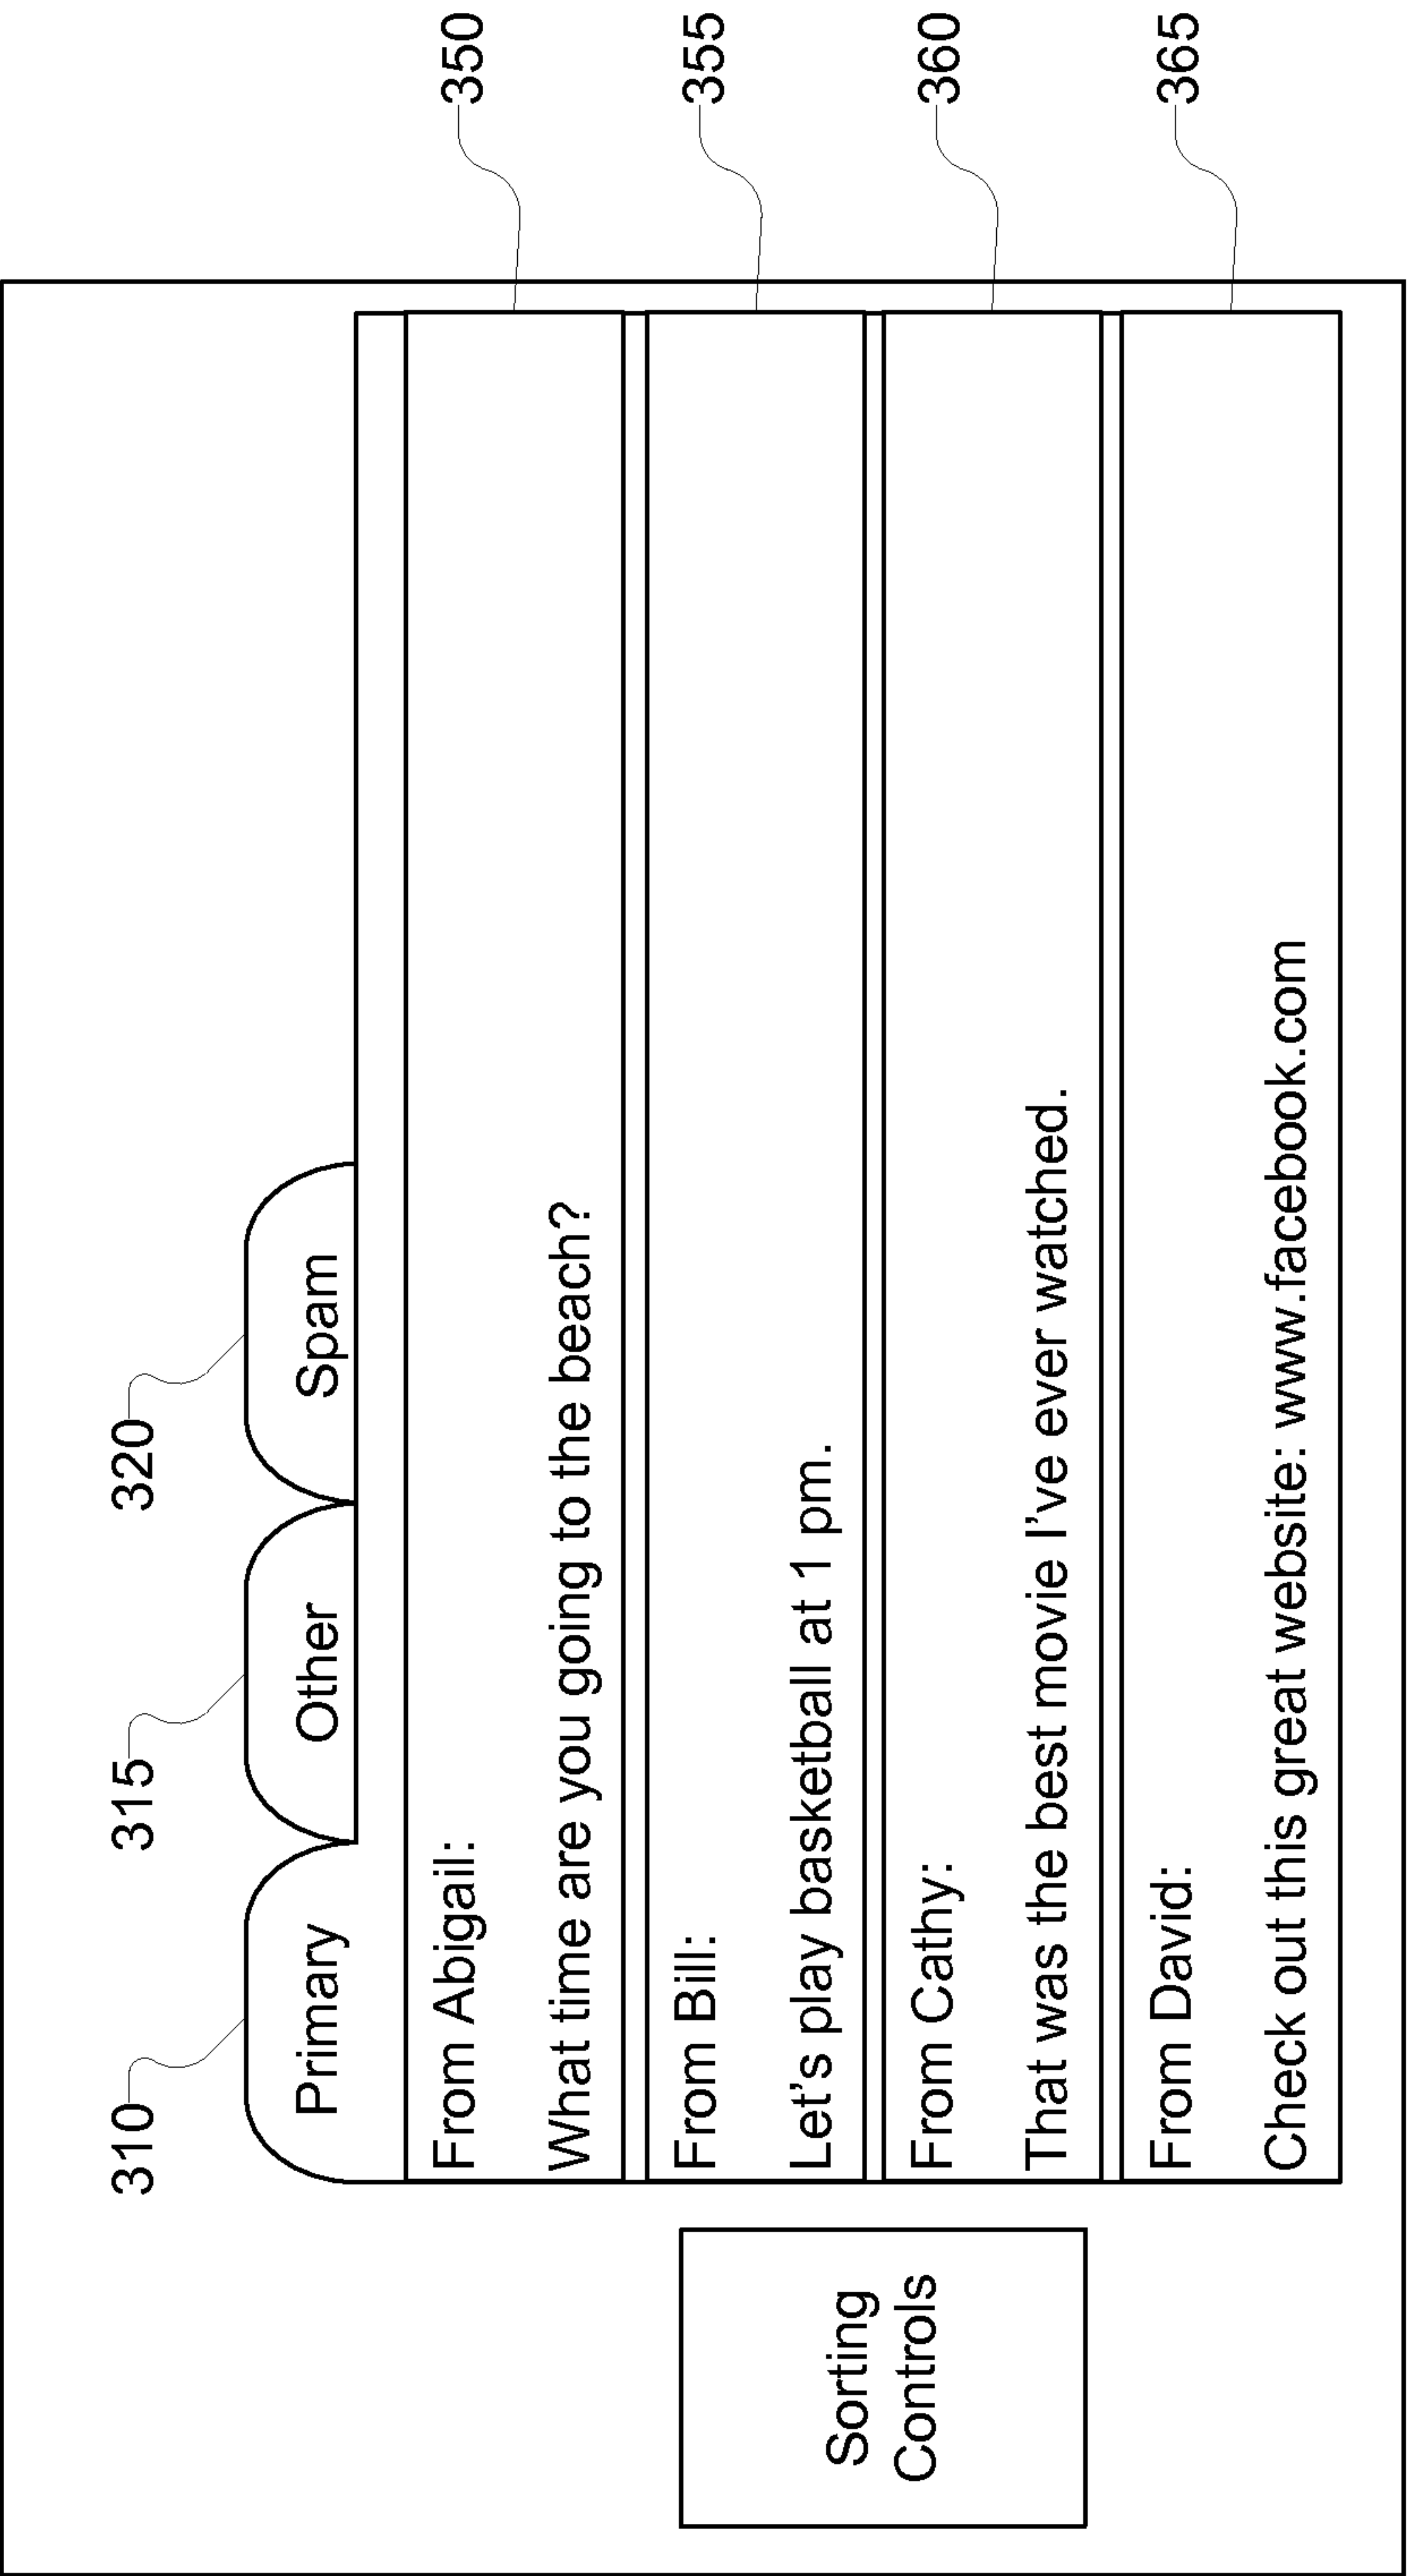 310
315
320
Primary
Other
Spam
From Abigail:
What time are you going to the beach?
350
From Bill:
Let's play basketball at 1 pm.
355
Sorting
Controls
From Cathy:
That was the best movie I've ever watched.
360
From David:
Check out this great website: www.facebook.com
365